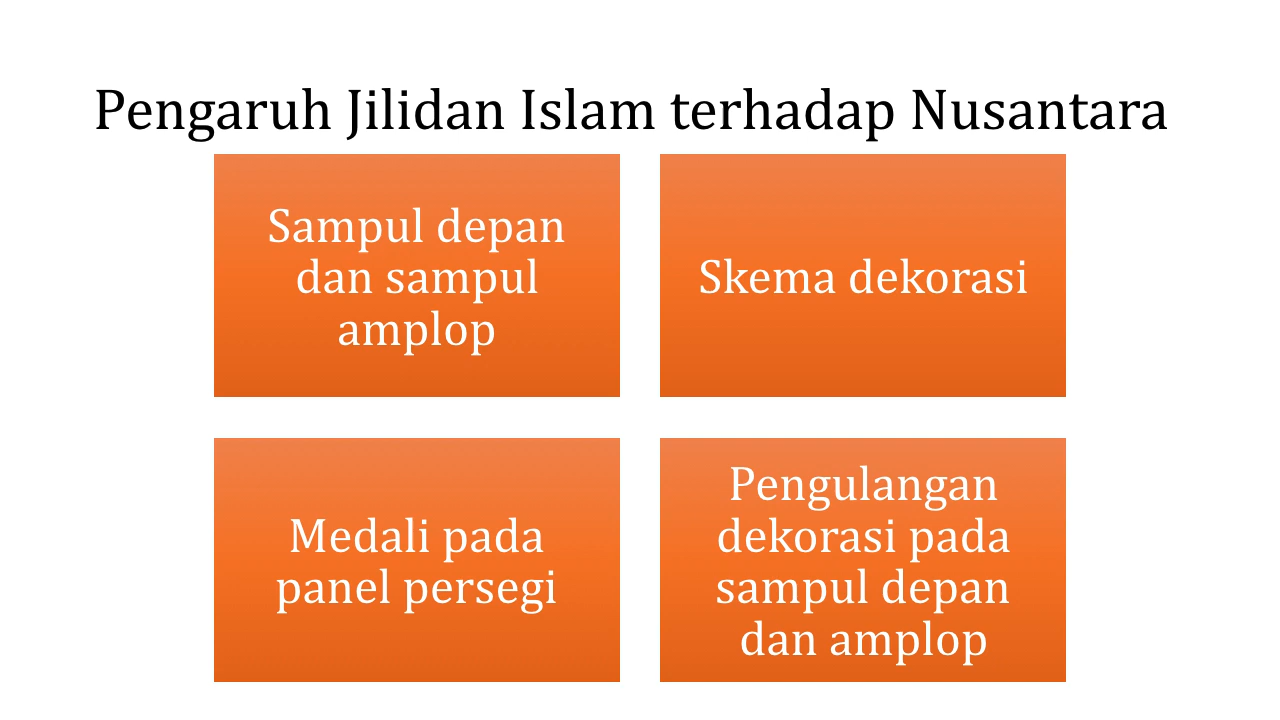 Pengaruh Jilidan Islam terhadap Nusantara
Sampul depan
dan sampul
amplop
Skema dekorasi
Medali pada
panel persegi
Pengulangan
dekorasi pada
sampul depan
dan amplop